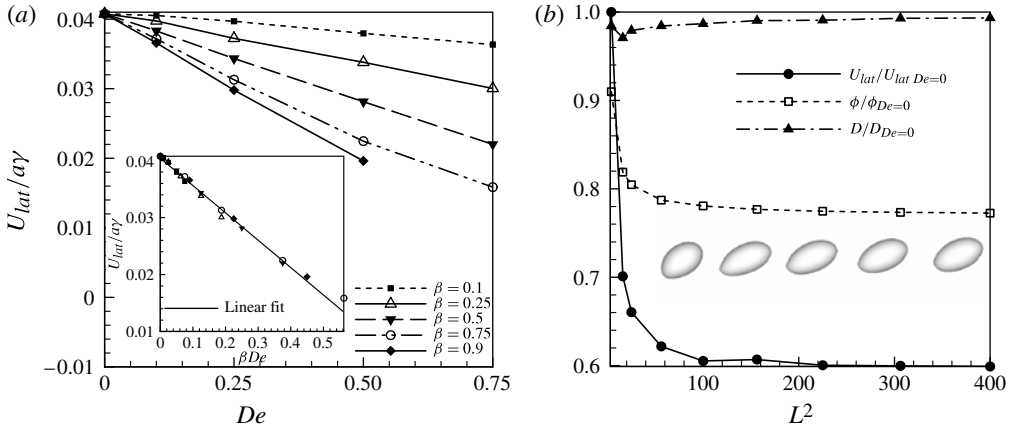 (a)
0.04
0.03
0.02
0.01
0
−0.01
U_lat/aγ
0
0.25
0.50
0.75
De
β = 0.1
β = 0.25
β = 0.5
β = 0.75
β = 0.9
0.04
0.03
0.02
0.01
U_lat/aγ
Linear fit
0
0.1
0.2
0.3
0.4
0.5
βDe
(b)
1.0
0.9
0.8
0.7
0.6
U_lat/U_lat De=0
ϕ/ϕ_De=0
D/D_De=0
100
200
300
400
L²